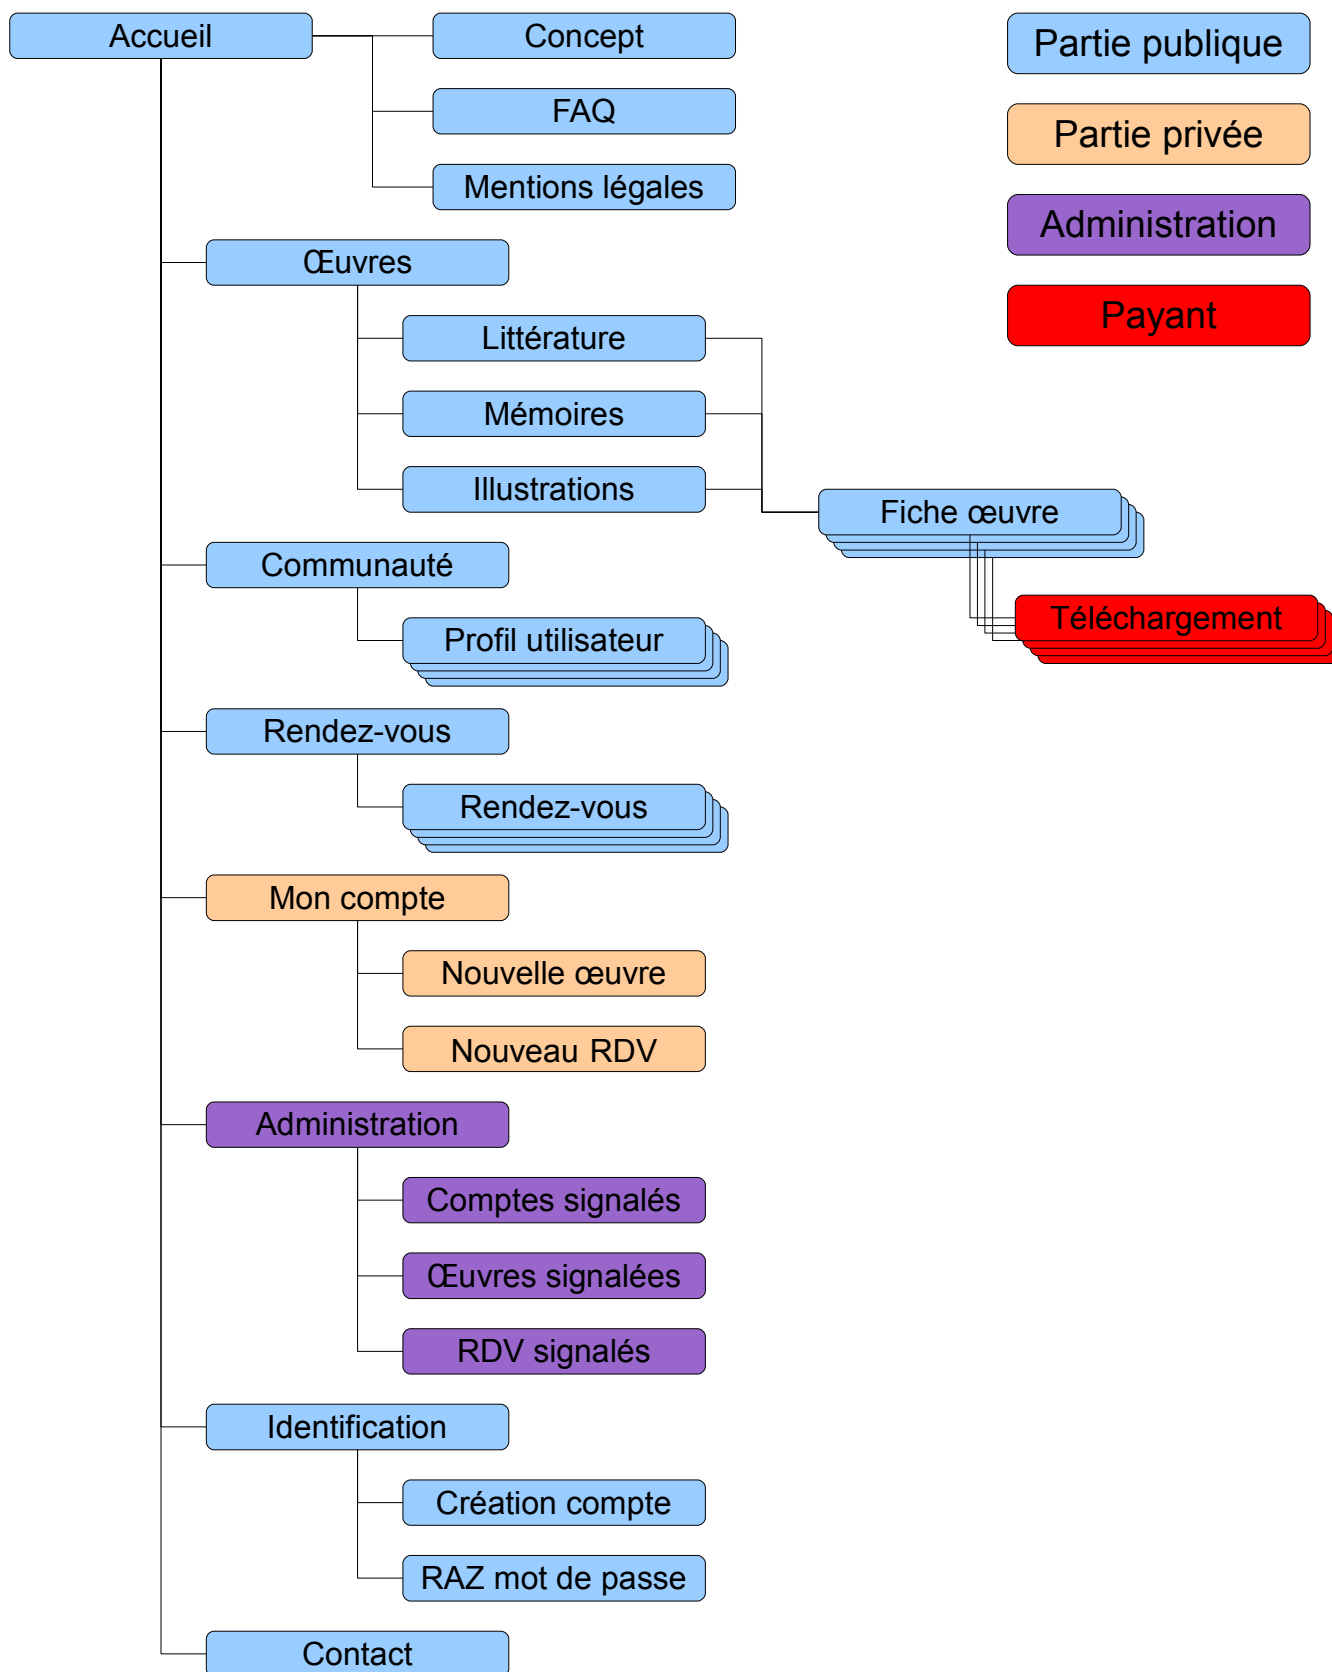 Accueil
Concept
FAQ
Mentions légales
Œuvres
Littérature
Mémoires
Illustrations
Fiche œuvre
Téléchargement
Communauté
Profil utilisateur
Rendez-vous
Rendez-vous
Mon compte
Nouvelle œuvre
Nouveau RDV
Administration
Comptes signalés
Œuvres signalées
RDV signalés
Identification
Création compte
RAZ mot de passe
Contact
Partie publique
Partie privée
Administration
Payant